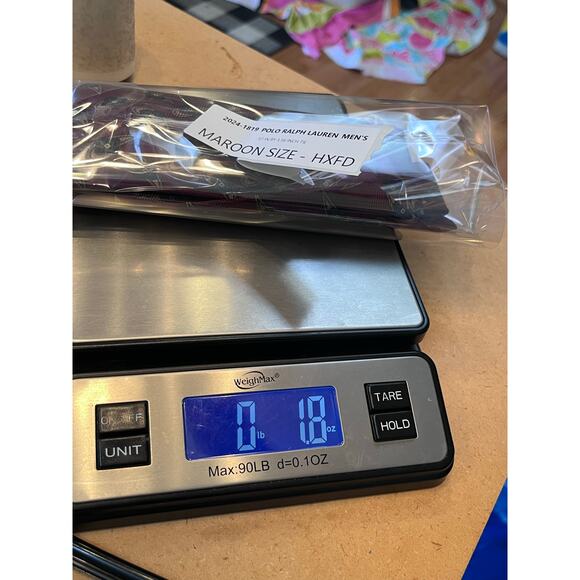 2024-1819 POLO RALPH LAUREN MEN'S
MAROON SIZE - HXFD
WeighMax®
ON/OFF
UNIT
0 lb 1.8 oz
TARE
HOLD
Max:90LB d=0.1OZ